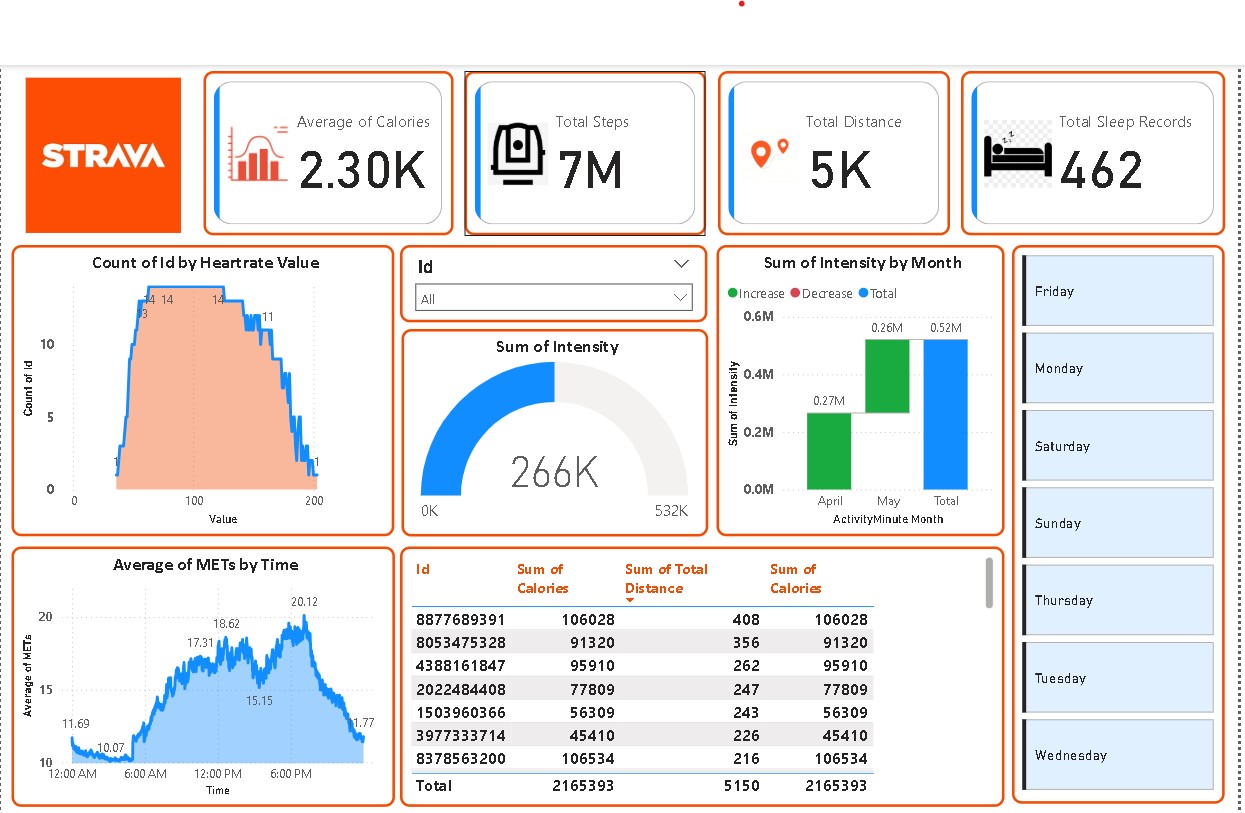 STRAVA
Average of Calories
2.30K
Total Steps
7M
Total Distance
5K
Total Sleep Records
462
Count of Id by Heartrate Value
Count of Id
14 14 14
13
11
1
1
10
5
0
0 100 200
Value
Id
All
Sum of Intensity
266K
0K 532K
Sum of Intensity by Month
Increase Decrease Total
Sum of Intensity
0.6M
0.4M
0.2M
0.0M
0.27M
0.26M
0.52M
April May Total
ActivityMinute Month
Friday
Monday
Saturday
Sunday
Thursday
Tuesday
Wednesday
Average of METs by Time
Average of METs
20
15
10
11.69
10.07
17.31
18.62
15.15
20.12
12:00 AM 6:00 AM 12:00 PM 6:00 PM
Time
Id Sum of Calories Sum of Total Distance Sum of Calories
8877689391 106028 408 106028
8053475328 91320 356 91320
4388161847 95910 262 95910
2022484408 77809 247 77809
1503960366 56309 243 56309
3977333714 45410 226 45410
8378563200 106534 216 106534
Total 2165393 5150 2165393